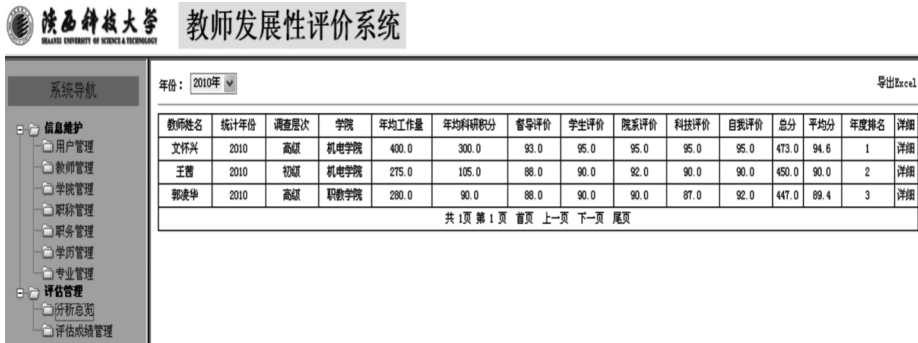 陕西科技大学 教师发展性评价系统
SHAANXI UNIVERSITY OF SCIENCE & TECHNOLOGY
系统导航
信息维护
用户管理
教师管理
学院管理
职称管理
职务管理
学历管理
专业管理
评估管理
分析总览
评估成绩管理
年份： 2010年 导出Excel
教师姓名 统计年份 调查层次 学院 年均工作量 年均科研积分 督导评价 学生评价 院系评价 科技评价 自我评价 总分 平均分 年度排名 详细
文怀兴 2010 高级 机电学院 400.0 300.0 93.0 95.0 95.0 95.0 95.0 473.0 94.6 1 详细
王茜 2010 初级 机电学院 275.0 105.0 88.0 90.0 92.0 90.0 90.0 450.0 90.0 2 详细
郭凌华 2010 高级 职教学院 280.0 90.0 88.0 90.0 90.0 87.0 92.0 447.0 89.4 3 详细
共 1页 第 1 页 首页 上一页 下一页 尾页